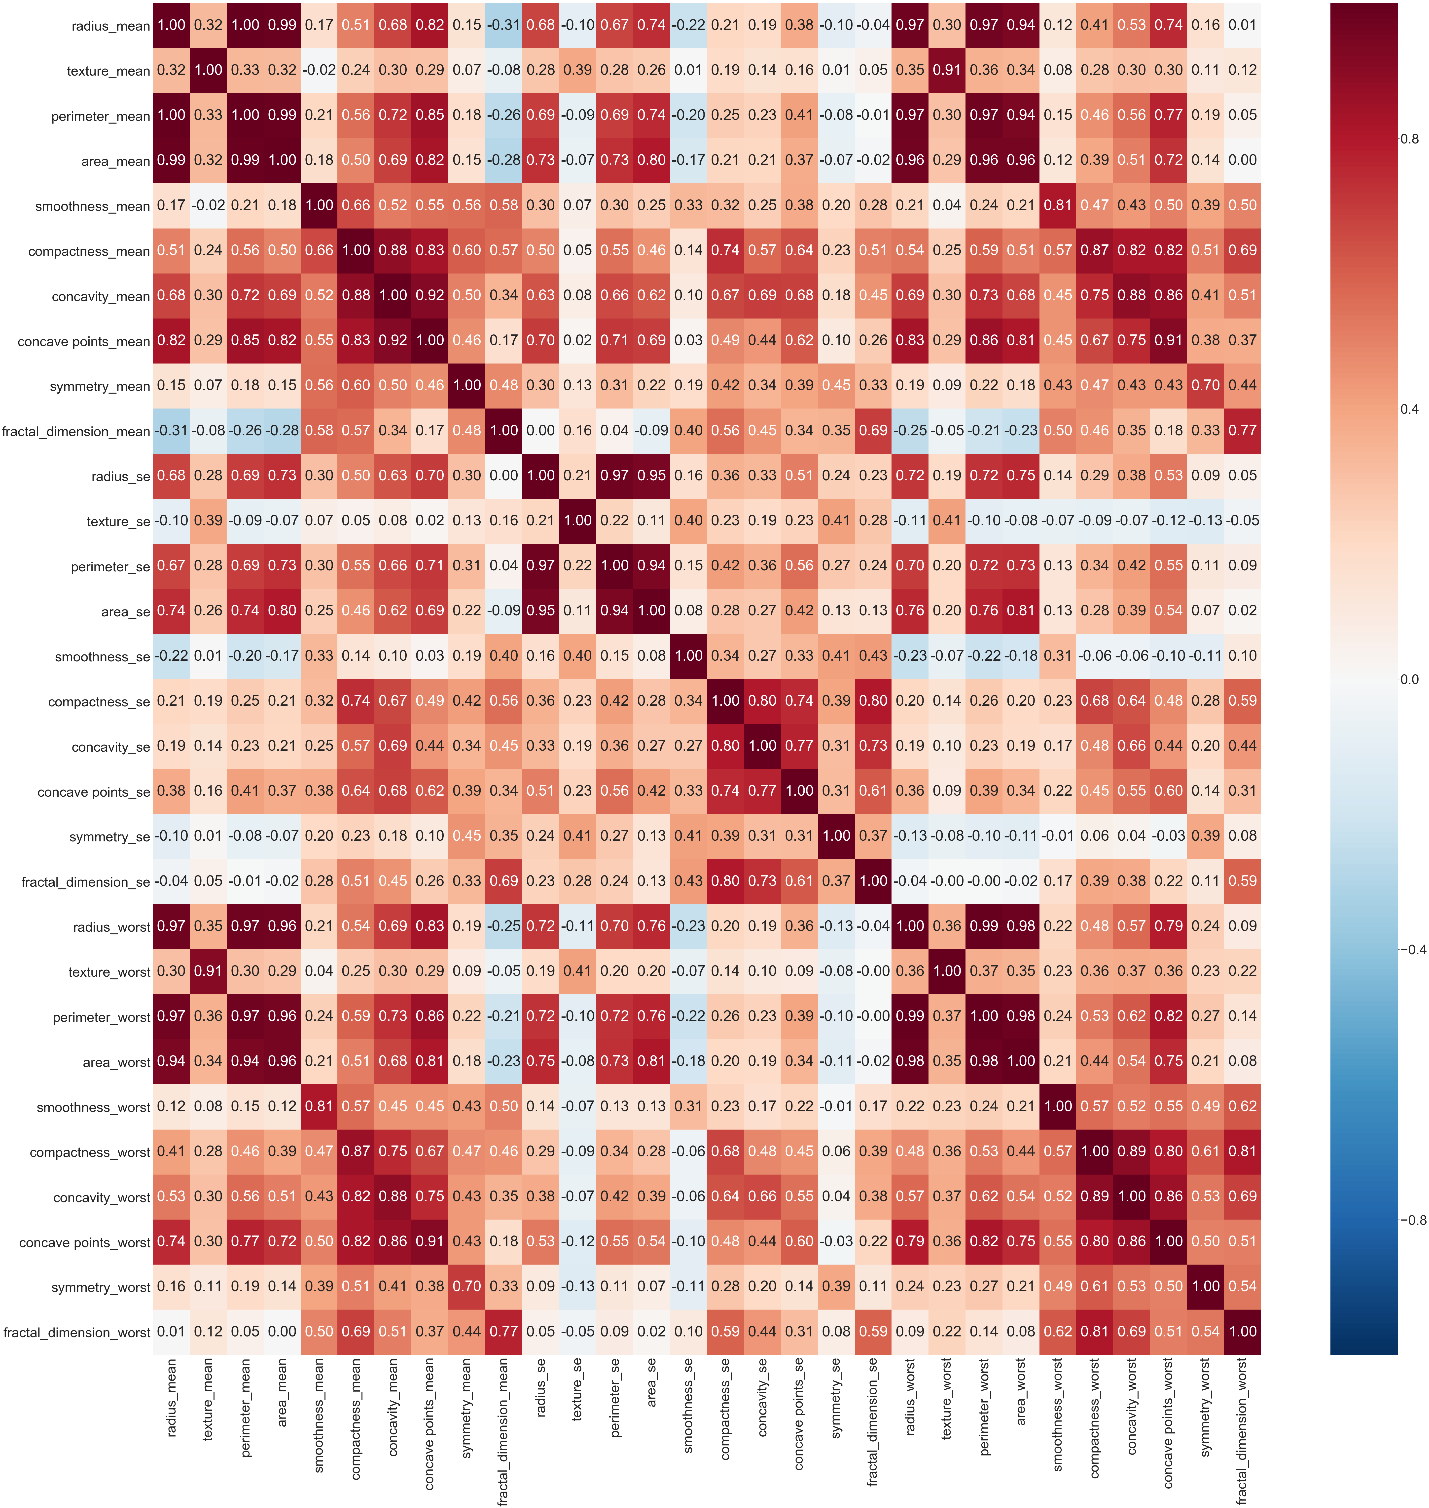 radius_mean 1.00 0.32 1.00 0.99 0.17 0.51 0.68 0.82 0.15 -0.31 0.68 -0.10 0.67 0.74 -0.22 0.21 0.19 0.38 -0.10 -0.04 0.97 0.30 0.97 0.94 0.12 0.41 0.53 0.74 0.16 0.01
texture_mean 0.32 1.00 0.33 0.32 -0.02 0.24 0.30 0.29 0.07 -0.08 0.28 0.39 0.28 0.26 0.01 0.19 0.14 0.16 0.01 0.05 0.35 0.91 0.36 0.34 0.08 0.28 0.30 0.30 0.11 0.12
perimeter_mean 1.00 0.33 1.00 0.99 0.21 0.56 0.72 0.85 0.18 -0.26 0.69 -0.09 0.69 0.74 -0.20 0.25 0.23 0.41 -0.08 -0.01 0.97 0.30 0.97 0.94 0.15 0.46 0.56 0.77 0.19 0.05
area_mean 0.99 0.32 0.99 1.00 0.18 0.50 0.69 0.82 0.15 -0.28 0.73 -0.07 0.73 0.80 -0.17 0.21 0.21 0.37 -0.07 -0.02 0.96 0.29 0.96 0.96 0.12 0.39 0.51 0.72 0.14 0.00
0.8
smoothness_mean 0.17 -0.02 0.21 0.18 1.00 0.66 0.52 0.55 0.56 0.58 0.30 0.07 0.30 0.25 0.33 0.32 0.25 0.38 0.20 0.28 0.21 0.04 0.24 0.21 0.81 0.47 0.43 0.50 0.39 0.50
compactness_mean 0.51 0.24 0.56 0.50 0.66 1.00 0.88 0.83 0.60 0.57 0.50 0.05 0.55 0.46 0.14 0.74 0.57 0.64 0.23 0.51 0.54 0.25 0.59 0.51 0.57 0.87 0.82 0.82 0.51 0.69
concavity_mean 0.68 0.30 0.72 0.69 0.52 0.88 1.00 0.92 0.50 0.34 0.63 0.08 0.66 0.62 0.10 0.67 0.69 0.68 0.18 0.45 0.69 0.30 0.73 0.68 0.45 0.75 0.88 0.86 0.41 0.51
concave points_mean 0.82 0.29 0.85 0.82 0.55 0.83 0.92 1.00 0.46 0.17 0.70 0.02 0.71 0.69 0.03 0.49 0.44 0.62 0.10 0.26 0.83 0.29 0.86 0.81 0.45 0.67 0.75 0.91 0.38 0.37
symmetry_mean 0.15 0.07 0.18 0.15 0.56 0.60 0.50 0.46 1.00 0.48 0.30 0.13 0.31 0.22 0.19 0.42 0.34 0.39 0.45 0.33 0.19 0.09 0.22 0.18 0.43 0.47 0.43 0.43 0.70 0.44
0.4
fractal_dimension_mean -0.31 -0.08 -0.26 -0.28 0.58 0.57 0.34 0.17 0.48 1.00 0.00 0.16 0.04 -0.09 0.40 0.56 0.45 0.34 0.35 0.69 -0.25 -0.05 -0.21 -0.23 0.50 0.46 0.35 0.18 0.33 0.77
radius_se 0.68 0.28 0.69 0.73 0.30 0.50 0.63 0.70 0.30 0.00 1.00 0.21 0.97 0.95 0.16 0.36 0.33 0.51 0.24 0.23 0.72 0.19 0.72 0.75 0.14 0.29 0.38 0.53 0.09 0.05
texture_se -0.10 0.39 -0.09 -0.07 0.07 0.05 0.08 0.02 0.13 0.16 0.21 1.00 0.22 0.11 0.40 0.23 0.19 0.23 0.41 0.28 -0.11 0.41 -0.10 -0.08 -0.07 -0.09 -0.07 -0.12 -0.13 -0.05
perimeter_se 0.67 0.28 0.69 0.73 0.30 0.55 0.66 0.71 0.31 0.04 0.97 0.22 1.00 0.94 0.15 0.42 0.36 0.56 0.27 0.24 0.70 0.20 0.72 0.73 0.13 0.34 0.42 0.55 0.11 0.09
area_se 0.74 0.26 0.74 0.80 0.25 0.46 0.62 0.69 0.22 -0.09 0.95 0.11 0.94 1.00 0.08 0.28 0.27 0.42 0.13 0.13 0.76 0.20 0.76 0.81 0.13 0.28 0.39 0.54 0.07 0.02
smoothness_se -0.22 0.01 -0.20 -0.17 0.33 0.14 0.10 0.03 0.19 0.40 0.16 0.40 0.15 0.08 1.00 0.34 0.27 0.33 0.41 0.43 -0.23 -0.07 -0.22 -0.18 0.31 -0.06 -0.06 -0.10 -0.11 0.10
0.0
compactness_se 0.21 0.19 0.25 0.21 0.32 0.74 0.67 0.49 0.42 0.56 0.36 0.23 0.42 0.28 0.34 1.00 0.80 0.74 0.39 0.80 0.20 0.14 0.26 0.20 0.23 0.68 0.64 0.48 0.28 0.59
concavity_se 0.19 0.14 0.23 0.21 0.25 0.57 0.69 0.44 0.34 0.45 0.33 0.19 0.36 0.27 0.27 0.80 1.00 0.77 0.31 0.73 0.19 0.10 0.23 0.19 0.17 0.48 0.66 0.44 0.20 0.44
concave points_se 0.38 0.16 0.41 0.37 0.38 0.64 0.68 0.62 0.39 0.34 0.51 0.23 0.56 0.42 0.33 0.74 0.77 1.00 0.31 0.61 0.36 0.09 0.39 0.34 0.22 0.45 0.55 0.60 0.14 0.31
symmetry_se -0.10 0.01 -0.08 -0.07 0.20 0.23 0.18 0.10 0.45 0.35 0.24 0.41 0.27 0.13 0.41 0.39 0.31 0.31 1.00 0.37 -0.13 -0.08 -0.10 -0.11 -0.01 0.06 0.04 -0.03 0.39 0.08
fractal_dimension_se -0.04 0.05 -0.01 -0.02 0.28 0.51 0.45 0.26 0.33 0.69 0.23 0.28 0.24 0.13 0.43 0.80 0.73 0.61 0.37 1.00 -0.04 -0.00 -0.00 -0.02 0.17 0.39 0.38 0.22 0.11 0.59
radius_worst 0.97 0.35 0.97 0.96 0.21 0.54 0.69 0.83 0.19 -0.25 0.72 -0.11 0.70 0.76 -0.23 0.20 0.19 0.36 -0.13 -0.04 1.00 0.36 0.99 0.98 0.22 0.48 0.57 0.79 0.24 0.09
−0.4
texture_worst 0.30 0.91 0.30 0.29 0.04 0.25 0.30 0.29 0.09 -0.05 0.19 0.41 0.20 0.20 -0.07 0.14 0.10 0.09 -0.08 -0.00 0.36 1.00 0.37 0.35 0.23 0.36 0.37 0.36 0.23 0.22
perimeter_worst 0.97 0.36 0.97 0.96 0.24 0.59 0.73 0.86 0.22 -0.21 0.72 -0.10 0.72 0.76 -0.22 0.26 0.23 0.39 -0.10 -0.00 0.99 0.37 1.00 0.98 0.24 0.53 0.62 0.82 0.27 0.14
area_worst 0.94 0.34 0.94 0.96 0.21 0.51 0.68 0.81 0.18 -0.23 0.75 -0.08 0.73 0.81 -0.18 0.20 0.19 0.34 -0.11 -0.02 0.98 0.35 0.98 1.00 0.21 0.44 0.54 0.75 0.21 0.08
smoothness_worst 0.12 0.08 0.15 0.12 0.81 0.57 0.45 0.45 0.43 0.50 0.14 -0.07 0.13 0.13 0.31 0.23 0.17 0.22 -0.01 0.17 0.22 0.23 0.24 0.21 1.00 0.57 0.52 0.55 0.49 0.62
compactness_worst 0.41 0.28 0.46 0.39 0.47 0.87 0.75 0.67 0.47 0.46 0.29 -0.09 0.34 0.28 -0.06 0.68 0.48 0.45 0.06 0.39 0.48 0.36 0.53 0.44 0.57 1.00 0.89 0.80 0.61 0.81
concavity_worst 0.53 0.30 0.56 0.51 0.43 0.82 0.88 0.75 0.43 0.35 0.38 -0.07 0.42 0.39 -0.06 0.64 0.66 0.55 0.04 0.38 0.57 0.37 0.62 0.54 0.52 0.89 1.00 0.86 0.53 0.69
−0.8
concave points_worst 0.74 0.30 0.77 0.72 0.50 0.82 0.86 0.91 0.43 0.18 0.53 -0.12 0.55 0.54 -0.10 0.48 0.44 0.60 -0.03 0.22 0.79 0.36 0.82 0.75 0.55 0.80 0.86 1.00 0.50 0.51
symmetry_worst 0.16 0.11 0.19 0.14 0.39 0.51 0.41 0.38 0.70 0.33 0.09 -0.13 0.11 0.07 -0.11 0.28 0.20 0.14 0.39 0.11 0.24 0.23 0.27 0.21 0.49 0.61 0.53 0.50 1.00 0.54
fractal_dimension_worst 0.01 0.12 0.05 0.00 0.50 0.69 0.51 0.37 0.44 0.77 0.05 -0.05 0.09 0.02 0.10 0.59 0.44 0.31 0.08 0.59 0.09 0.22 0.14 0.08 0.62 0.81 0.69 0.51 0.54 1.00
radius_mean
texture_mean
perimeter_mean
area_mean
smoothness_mean
compactness_mean
concavity_mean
concave points_mean
symmetry_mean
fractal_dimension_mean
radius_se
texture_se
perimeter_se
area_se
smoothness_se
compactness_se
concavity_se
concave points_se
symmetry_se
fractal_dimension_se
radius_worst
texture_worst
perimeter_worst
area_worst
smoothness_worst
compactness_worst
concavity_worst
concave points_worst
symmetry_worst
fractal_dimension_worst